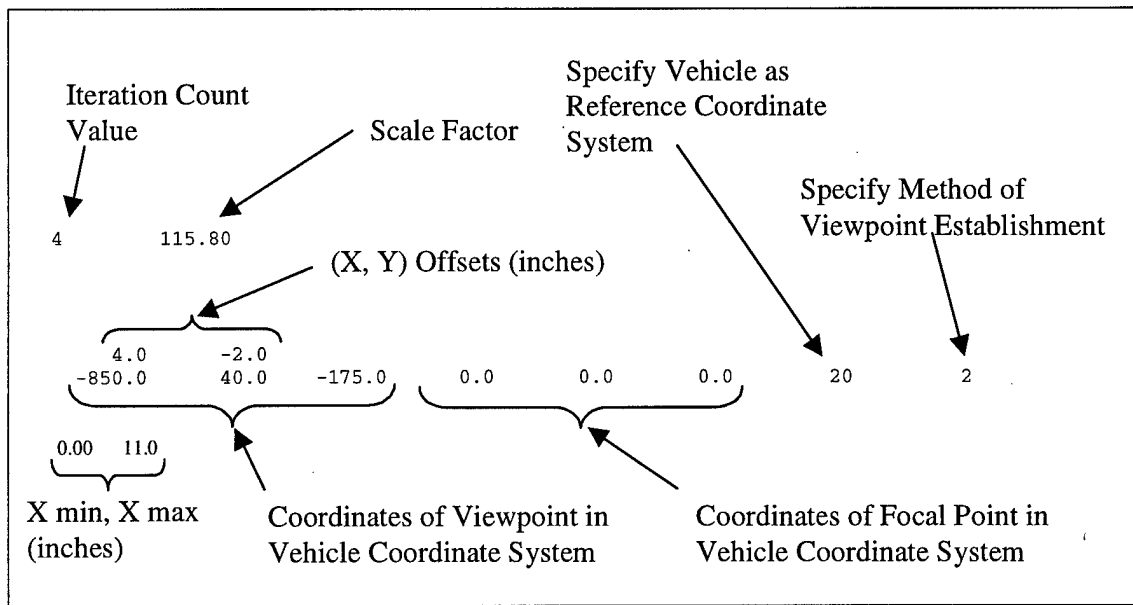 Specify Vehicle as
Reference Coordinate
System
Iteration Count
Value
Scale Factor
Specify Method of
Viewpoint Establishment
4 115.80
(X, Y) Offsets (inches)
4.0 -2.0
-850.0 40.0 -175.0 0.0 0.0 0.0 20 2
0.00 11.0
X min, X max
(inches)
Coordinates of Viewpoint in
Vehicle Coordinate System
Coordinates of Focal Point in
Vehicle Coordinate System